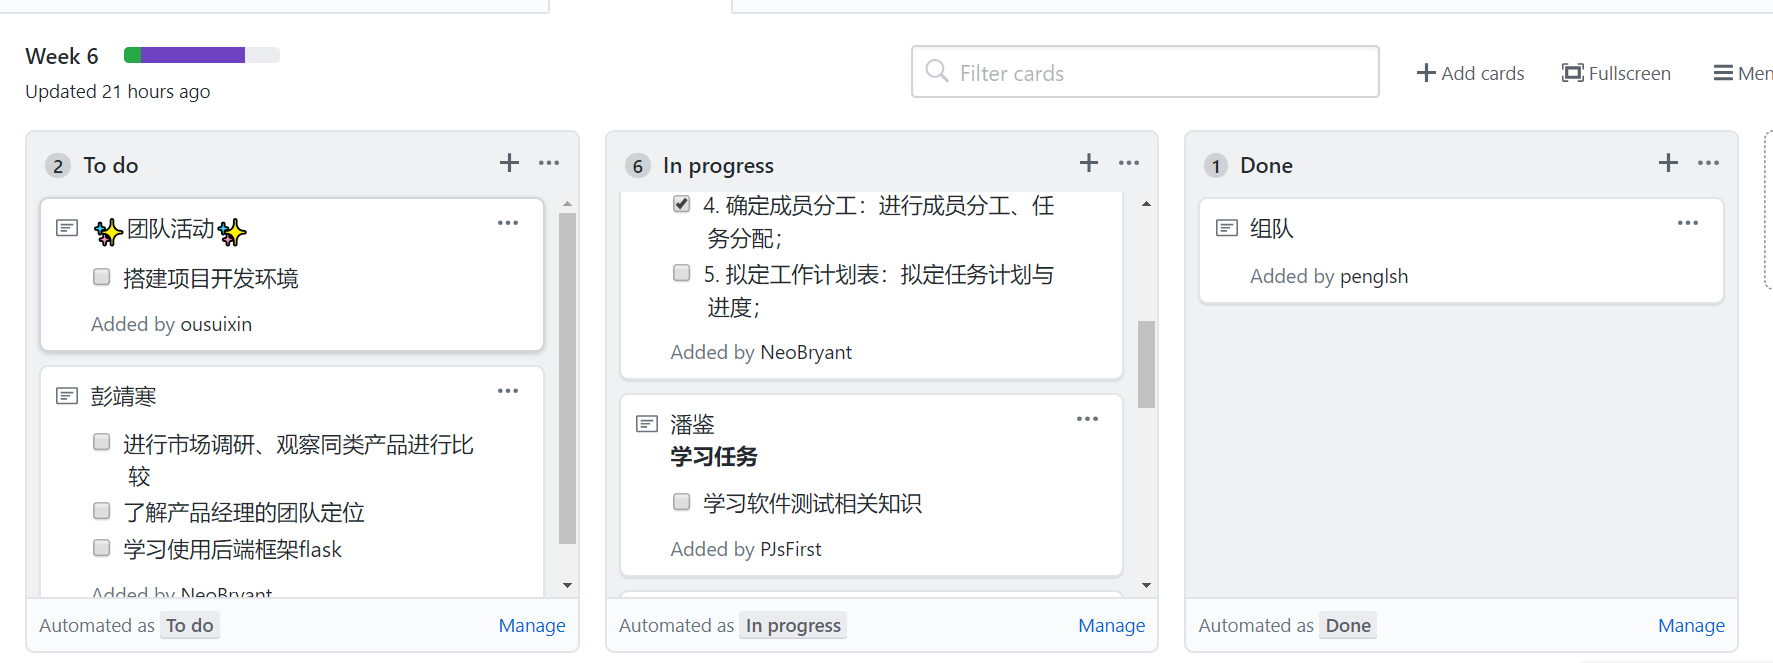 Week 6
Updated 21 hours ago
Filter cards
Add cards
Fullscreen
Men
2 To do
✨团队活动✨
搭建项目开发环境
Added by ousuixin
彭靖寒
进行市场调研、观察同类产品进行比
较
了解产品经理的团队定位
学习使用后端框架flask
Added by NeoBryant
Automated as To do
Manage
6 In progress
4. 确定成员分工：进行成员分工、任
务分配；
5. 拟定工作计划表：拟定任务计划与
进度；
Added by NeoBryant
潘鉴
学习任务
学习软件测试相关知识
Added by PJsFirst
Automated as In progress
Manage
1 Done
组队
Added by penglsh
Automated as Done
Manage